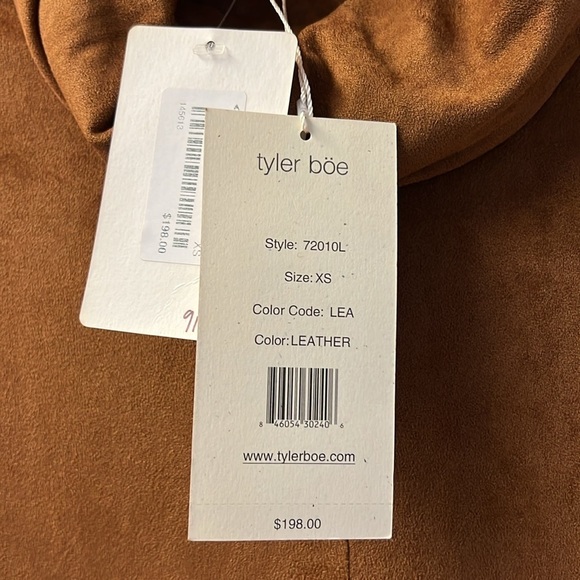 tyler böe
Style: 72010L
Size: XS
Color Code: LEA
Color: LEATHER
8 46054 30240 6
www.tylerboe.com
$198.00
$198.00
XS